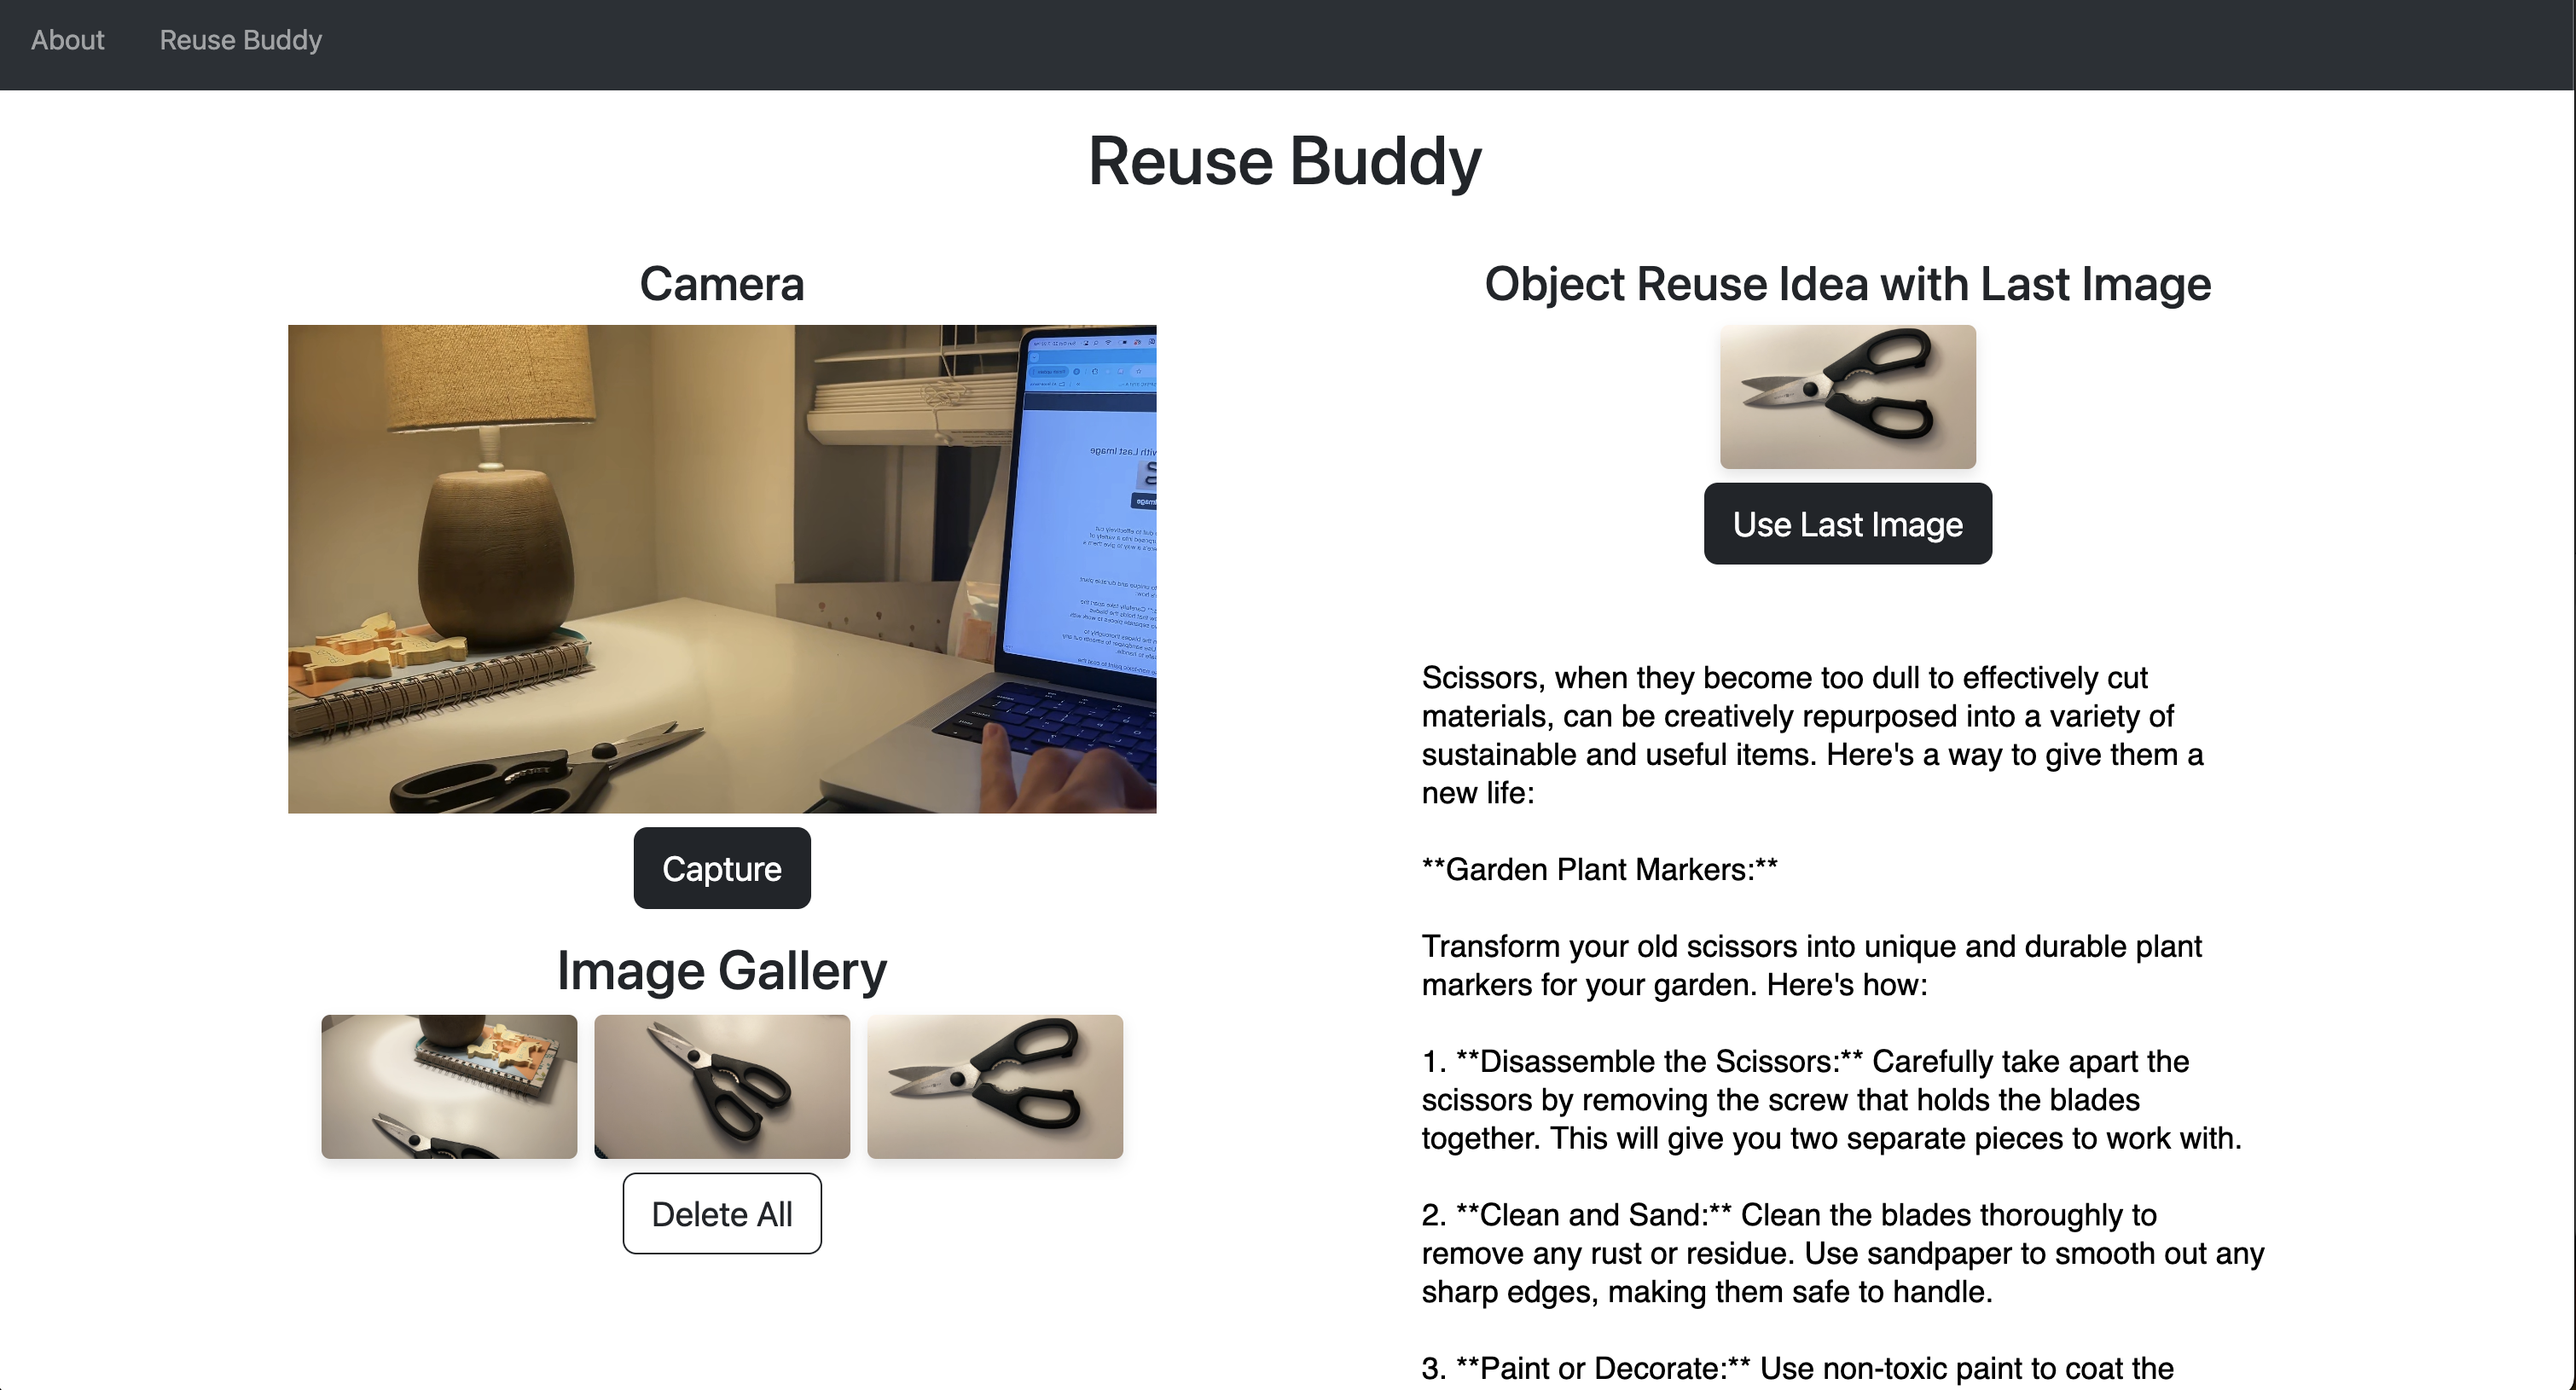 About
Reuse Buddy
Reuse Buddy
Camera
Capture
Image Gallery
Delete All
Object Reuse Idea with Last Image
Use Last Image
Scissors, when they become too dull to effectively cut
materials, can be creatively repurposed into a variety of
sustainable and useful items. Here's a way to give them a
new life:
**Garden Plant Markers:**
Transform your old scissors into unique and durable plant
markers for your garden. Here's how:
1. **Disassemble the Scissors:** Carefully take apart the
scissors by removing the screw that holds the blades
together. This will give you two separate pieces to work with.
2. **Clean and Sand:** Clean the blades thoroughly to
remove any rust or residue. Use sandpaper to smooth out any
sharp edges, making them safe to handle.
3. **Paint or Decorate:** Use non-toxic paint to coat the